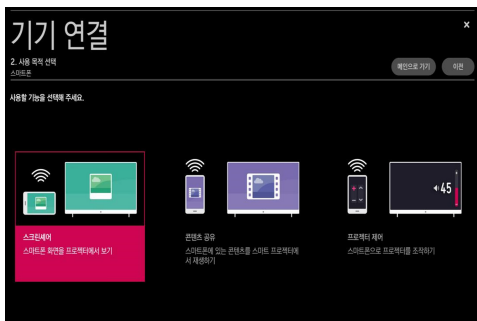 기기 연결
×
2. 사용 목적 선택
스마트폰
메인으로 가기
이전
사용할 기능을 선택해 주세요.
45
스크린셰어
스마트폰 화면을 프로젝터에서 보기
콘텐츠 공유
스마트폰에 있는 콘텐츠를 스마트 프로젝터에
서 재생하기
프로젝터 제어
스마트폰으로 프로젝터를 조작하기